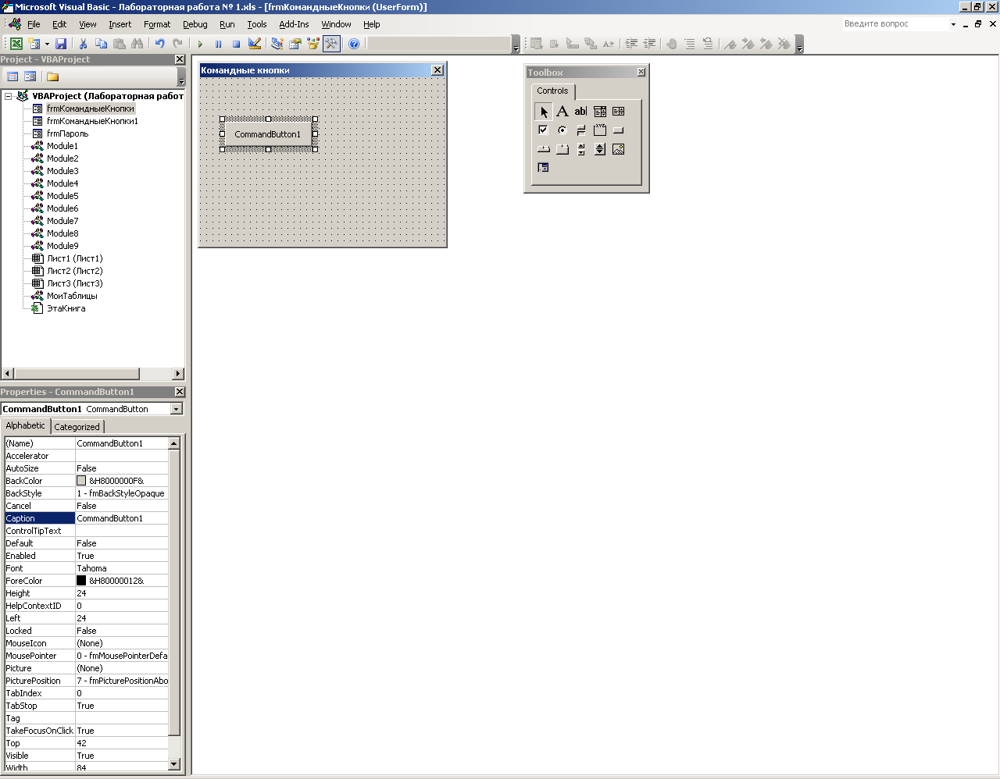 Microsoft Visual Basic - Лабораторная работа № 1.xls - [frmКомандныеКнопки (UserForm)]
File Edit View Insert Format Debug Run Tools Add-Ins Window Help
Введите вопрос
Project - VBAProject
VBAProject (Лабораторная работ
frmКомандныеКнопки
frmКомандныеКнопки1
frmПароль
Module1
Module2
Module3
Module4
Module5
Module6
Module7
Module8
Module9
Лист1 (Лист1)
Лист2 (Лист2)
Лист3 (Лист3)
МоиТаблицы
ЭтаКнига
Properties - CommandButton1
CommandButton1 CommandButton
Alphabetic Categorized
(Name) CommandButton1
Accelerator
AutoSize False
BackColor &H8000000F&
BackStyle 1 - fmBackStyleOpaque
Cancel False
Caption CommandButton1
ControlTipText
Default False
Enabled True
Font Tahoma
ForeColor &H80000012&
Height 24
HelpContextID 0
Left 24
Locked False
MouseIcon (None)
MousePointer 0 - fmMousePointerDefa
Picture (None)
PicturePosition 7 - fmPicturePositionAbo
TabIndex 0
TabStop True
Tag
TakeFocusOnClick True
Top 42
Visible True
Width 84
Командные кнопки
CommandButton1
Toolbox
Controls
A ab|
XYZ